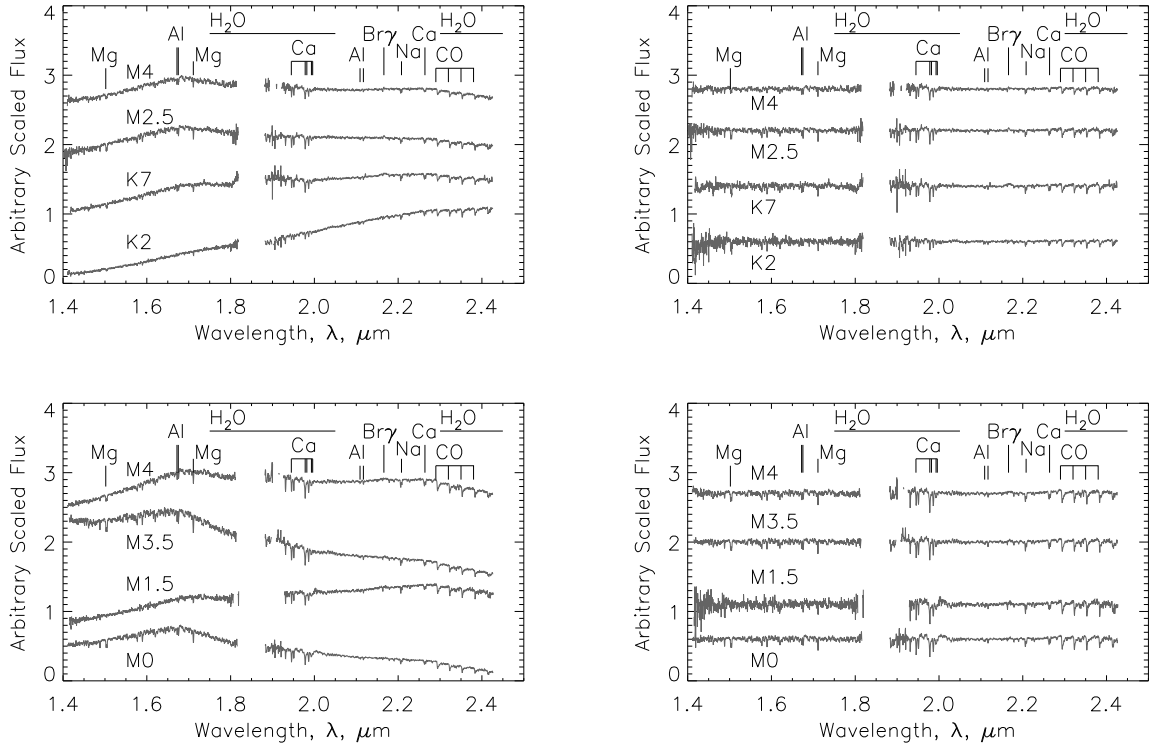 4
3
2
1
0
Arbitrary Scaled Flux
H₂O
H₂O
Al
Brγ
Ca
Mg
Mg
Ca
Al
Na
CO
M4
M2.5
K7
K2
1.4 1.6 1.8 2.0 2.2 2.4
Wavelength, λ, μm
4
3
2
1
0
Arbitrary Scaled Flux
H₂O
H₂O
Al
Brγ
Ca
Mg
Mg
Ca
Al
Na
CO
M4
M2.5
K7
K2
1.4 1.6 1.8 2.0 2.2 2.4
Wavelength, λ, μm
4
3
2
1
0
Arbitrary Scaled Flux
H₂O
H₂O
Al
Brγ
Ca
Mg
Mg
Ca
Al
Na
CO
M4
M3.5
M1.5
M0
1.4 1.6 1.8 2.0 2.2 2.4
Wavelength, λ, μm
4
3
2
1
0
Arbitrary Scaled Flux
H₂O
H₂O
Al
Brγ
Ca
Mg
Mg
Ca
Al
Na
CO
M4
M3.5
M1.5
M0
1.4 1.6 1.8 2.0 2.2 2.4
Wavelength, λ, μm